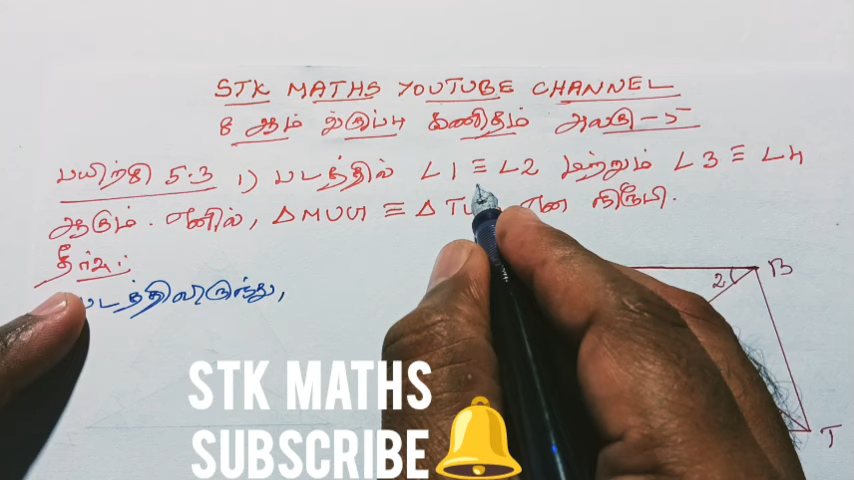 STK MATHS YOUTUBE CHANNEL
8 ஆம் வகுப்பு கணிதம் அலகு - 5
பயிற்சி 5.3 1) படத்தில் ∠1 ≡ ∠2 மற்றும் ∠3 ≡ ∠4
ஆகும். எனில், ΔMUG ≡ ΔTU என நிரூபி.
தீர்வு:
படத்திலிருந்து,
2
B
T
STK MATHS
SUBSCRIBE